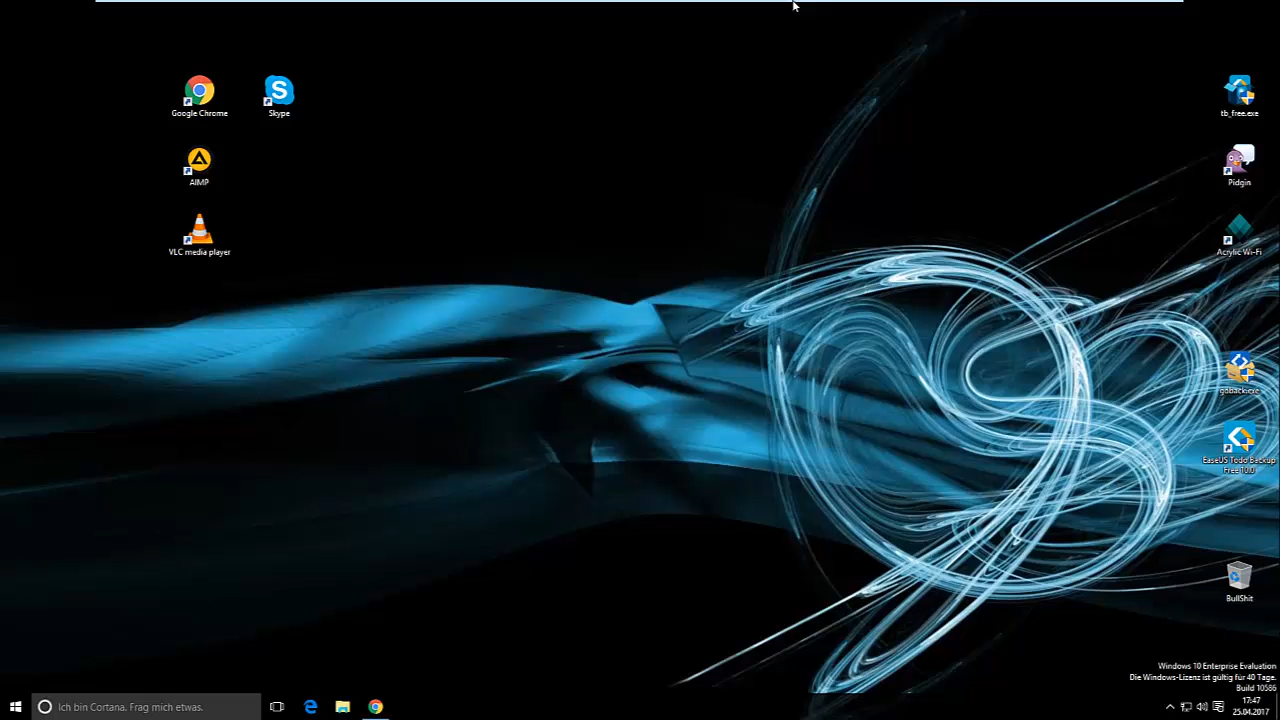 Google Chrome
Skype
tb_free.exe
AIMP
Pidgin
VLC media player
Acrylic Wi-Fi
goback.exe
EaseUS Todo Backup
Free 10.0
BullShit
Windows 10 Enterprise Evaluation
Die Windows-Lizenz ist gültig für 40 Tage.
Build 10586
Ich bin Cortana. Frag mich etwas.
17:47
25.04.2017